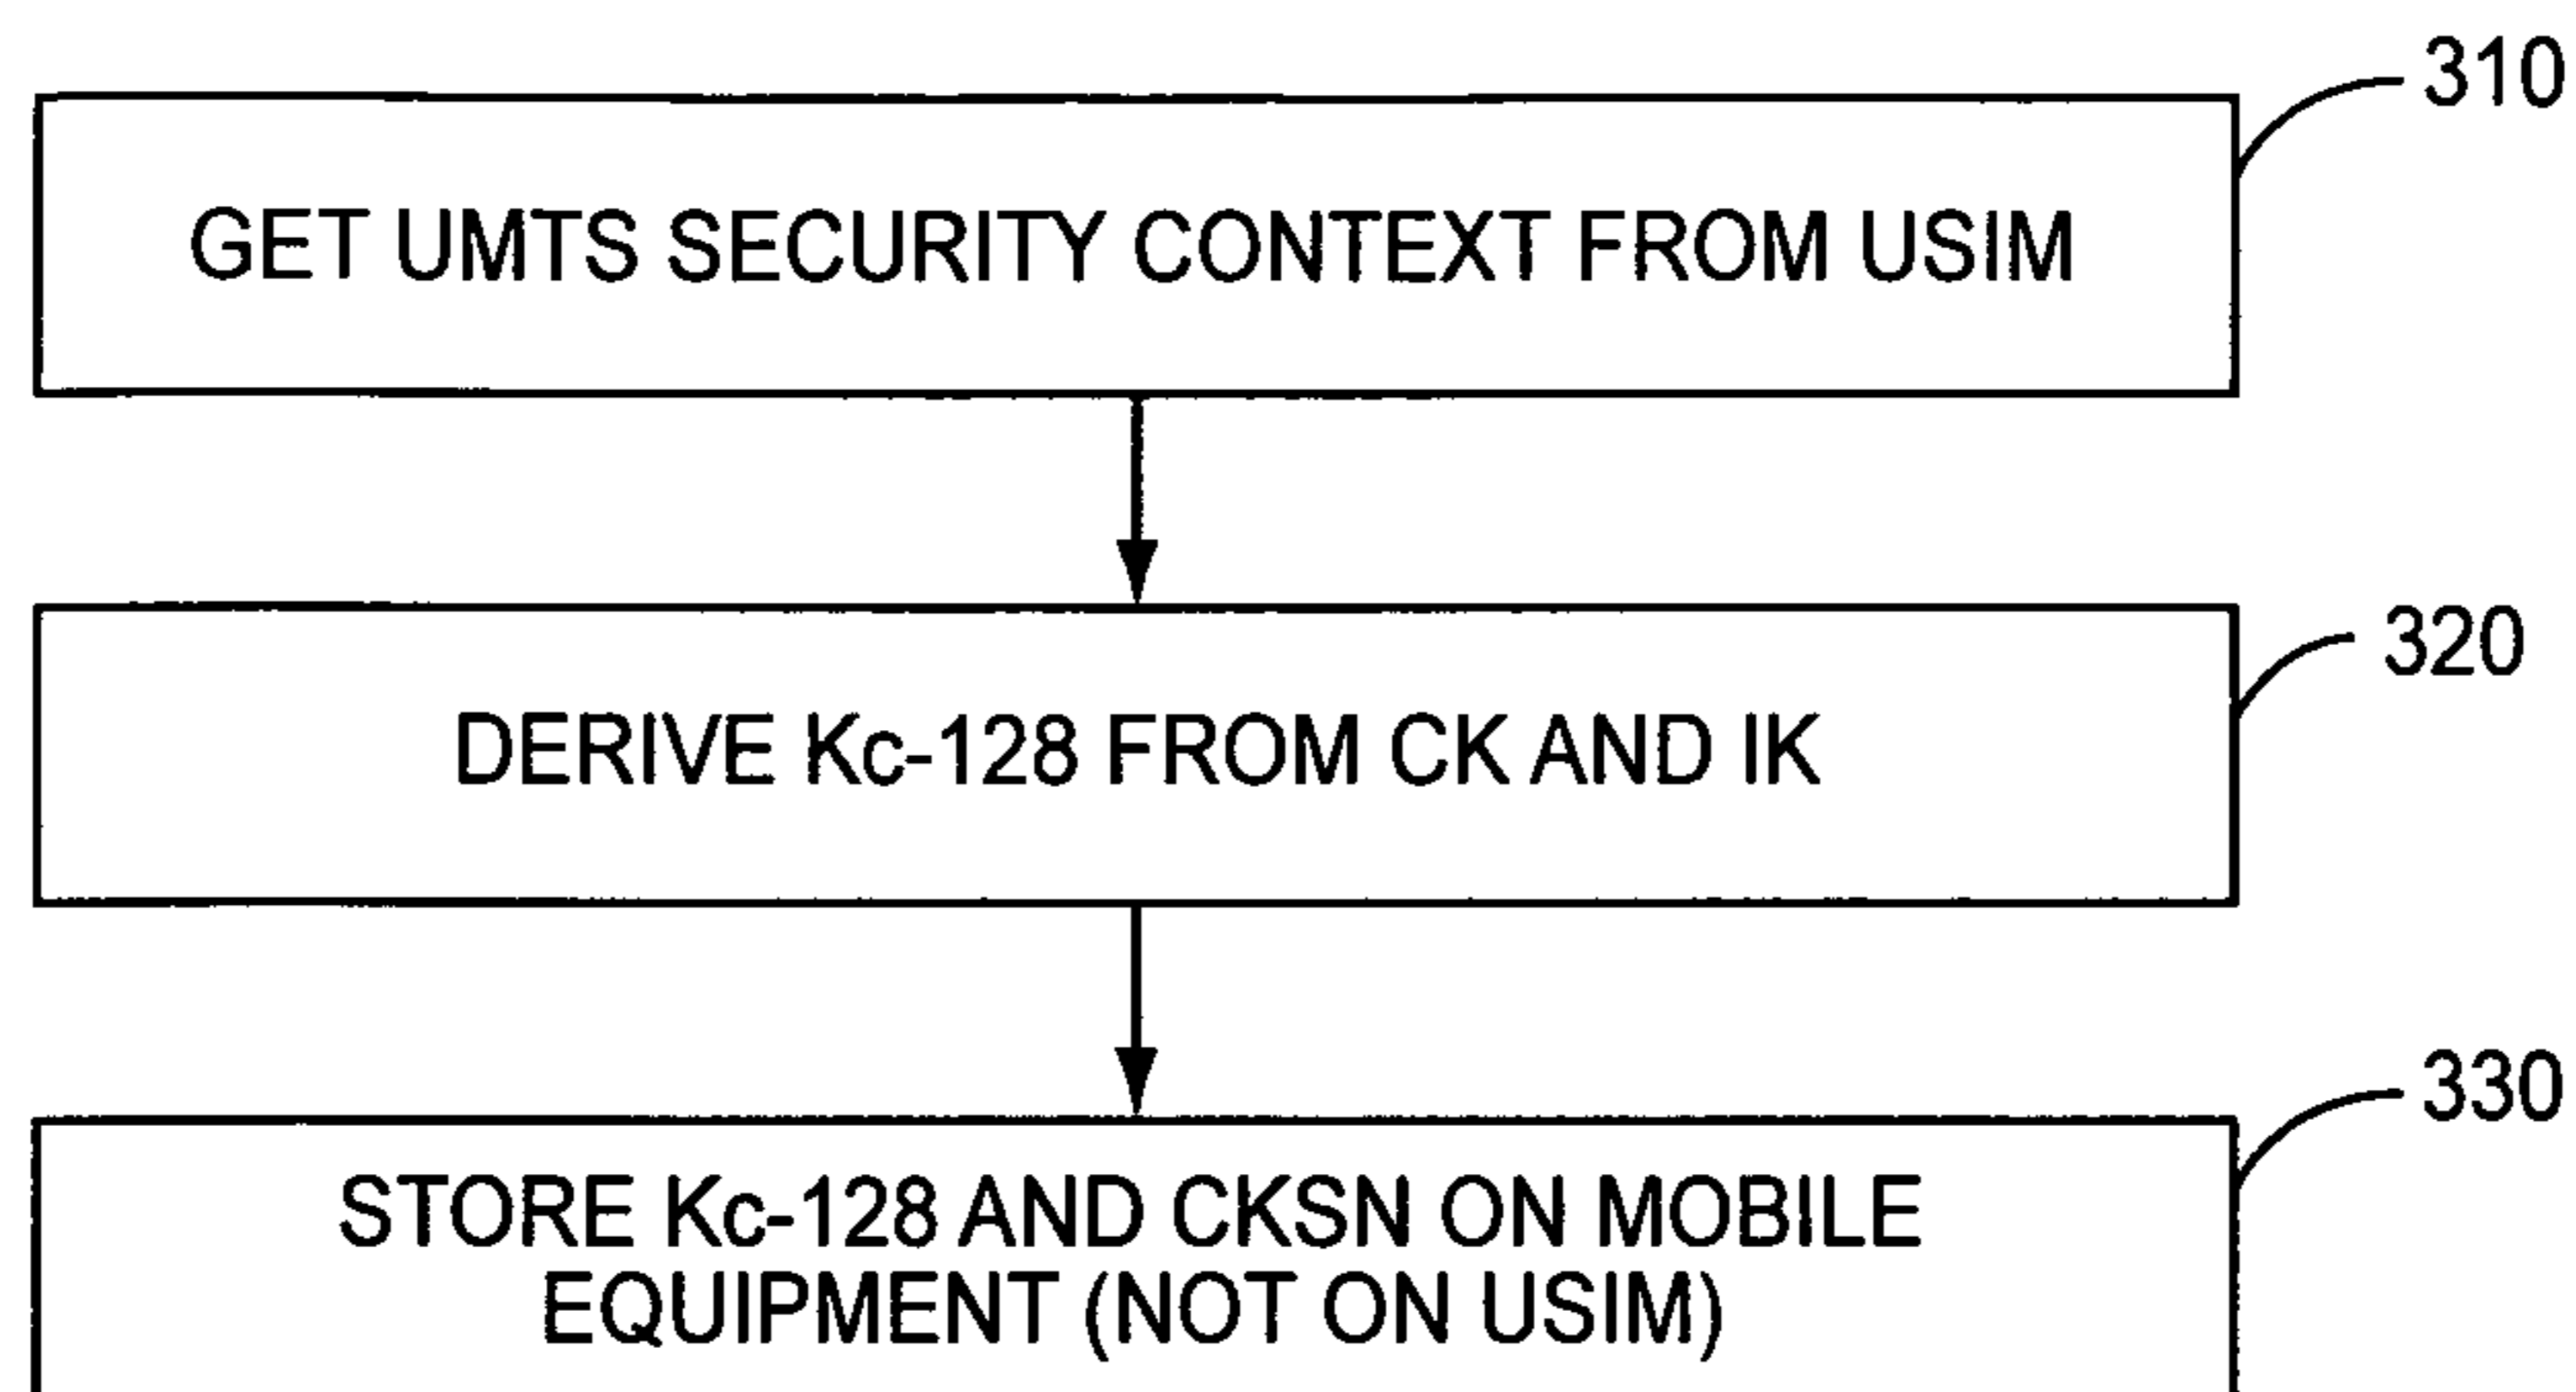 310
GET UMTS SECURITY CONTEXT FROM USIM
320
DERIVE Kc-128 FROM CK AND IK
330
STORE Kc-128 AND CKSN ON MOBILE
EQUIPMENT (NOT ON USIM)